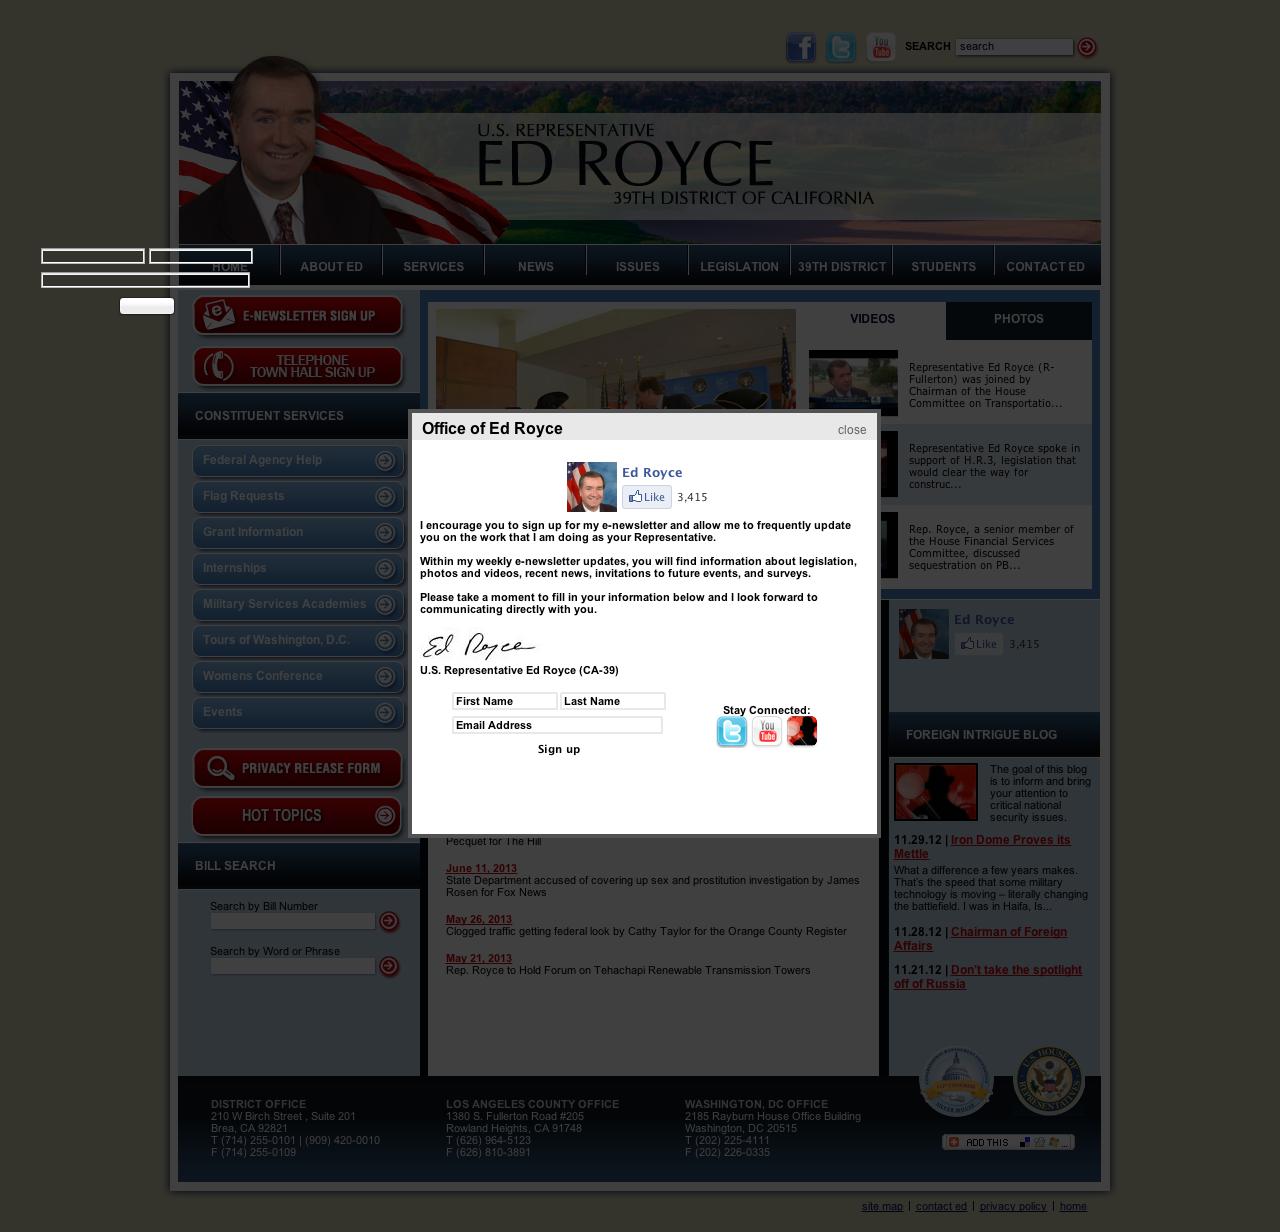 SEARCH search
U.S. REPRESENTATIVE
ED ROYCE
39TH DISTRICT OF CALIFORNIA
HOME ABOUT ED SERVICES NEWS ISSUES LEGISLATION 39TH DISTRICT STUDENTS CONTACT ED
E-NEWSLETTER SIGN UP
TELEPHONE
TOWN HALL SIGN UP
CONSTITUENT SERVICES
Federal Agency Help
Flag Requests
Grant Information
Internships
Military Services Academies
Tours of Washington, D.C.
Womens Conference
Events
PRIVACY RELEASE FORM
HOT TOPICS
BILL SEARCH
Search by Bill Number
Search by Word or Phrase
VIDEOS PHOTOS
Representative Ed Royce (R-
Fullerton) was joined by
Chairman of the House
Committee on Transportatio...
Representative Ed Royce spoke in
support of H.R.3, legislation that
would clear the way for
construc...
Rep. Royce, a senior member of
the House Financial Services
Committee, discussed
sequestration on PB...
Office of Ed Royce
close
Ed Royce
Like 3,415
I encourage you to sign up for my e-newsletter and allow me to frequently update
you on the work that I am doing as your Representative.
Within my weekly e-newsletter updates, you will find information about legislation,
photos and videos, recent news, invitations to future events, and surveys.
Please take a moment to fill in your information below and I look forward to
communicating directly with you.
Ed Royce
U.S. Representative Ed Royce (CA-39)
First Name Last Name
Email Address
Sign up
Stay Connected:
You
Tube
Pecquet for The Hill
June 11, 2013
State Department accused of covering up sex and prostitution investigation by James
Rosen for Fox News
May 26, 2013
Clogged traffic getting federal look by Cathy Taylor for the Orange County Register
May 21, 2013
Rep. Royce to Hold Forum on Tehachapi Renewable Transmission Towers
Ed Royce
Like 3,415
FOREIGN INTRIGUE BLOG
The goal of this blog
is to inform and bring
your attention to
critical national
security issues.
11.29.12 | Iron Dome Proves its
Mettle
What a difference a few years makes.
That's the speed that some military
technology is moving – literally changing
the battlefield. I was in Haifa, Is...
11.28.12 | Chairman of Foreign
Affairs
11.21.12 | Don't take the spotlight
off of Russia
DISTRICT OFFICE
210 W Birch Street , Suite 201
Brea, CA 92821
T (714) 255-0101 | (909) 420-0010
F (714) 255-0109
LOS ANGELES COUNTY OFFICE
1380 S. Fullerton Road #205
Rowland Heights, CA 91748
T (626) 964-5123
F (626) 810-3891
WASHINGTON, DC OFFICE
2185 Rayburn House Office Building
Washington, DC 20515
T (202) 225-4111
F (202) 226-0335
ADD THIS
site map | contact ed | privacy policy | home